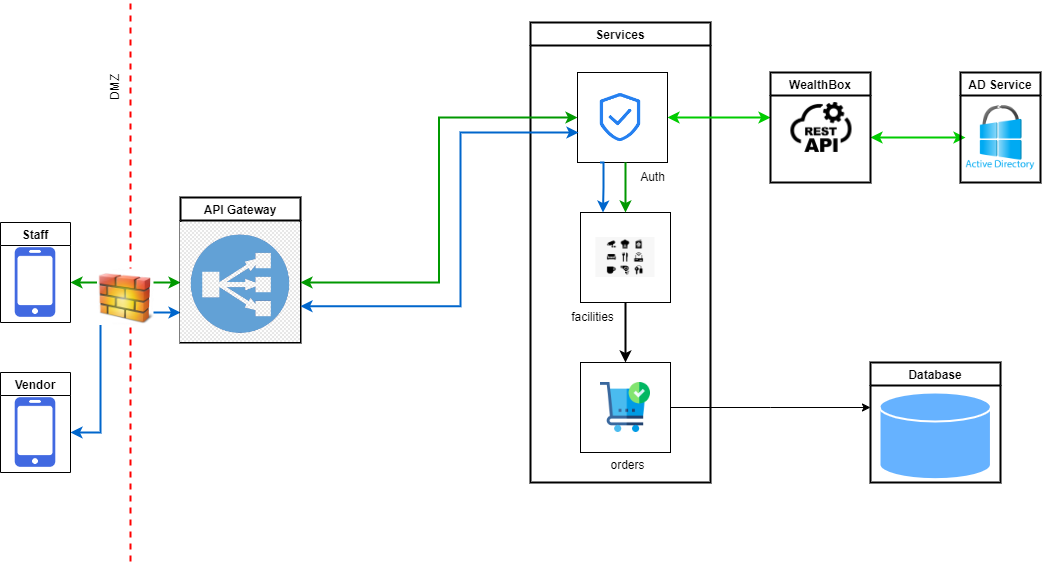 Services
DMZ
WealthBox
REST
API
AD Service
Active Directory
Auth
API Gateway
Staff
facilities
Vendor
Database
orders